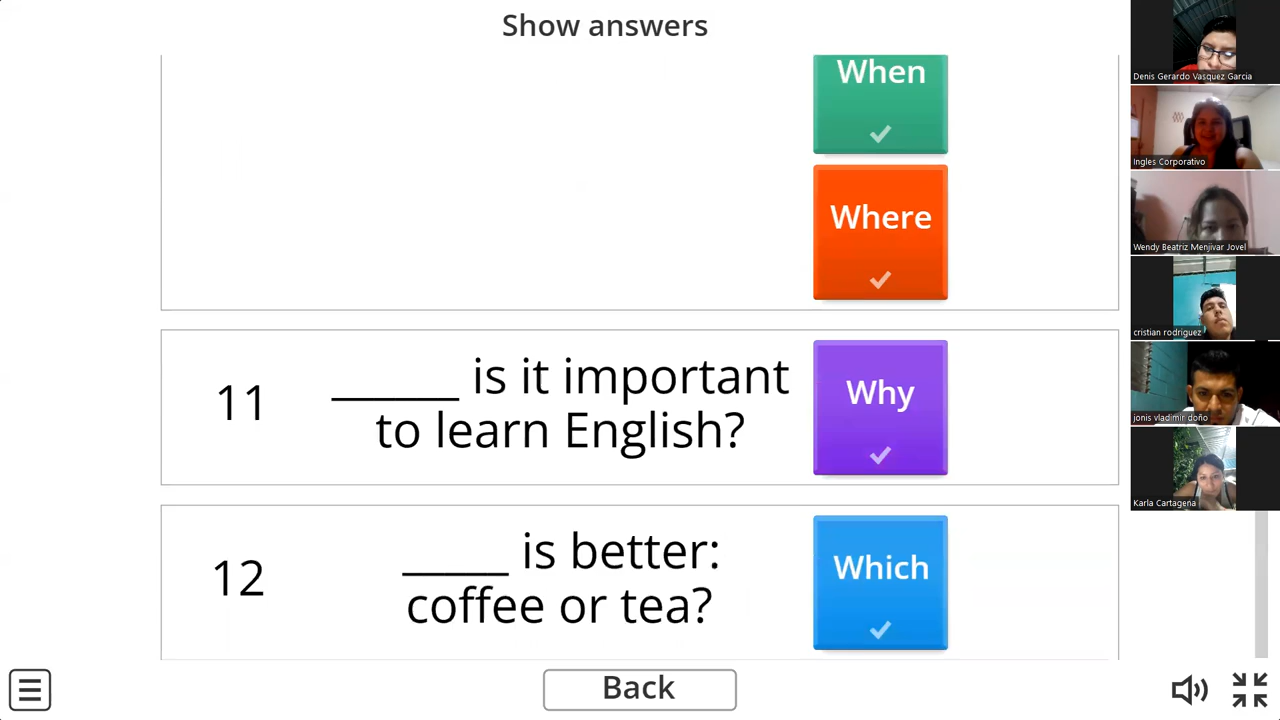 Show answers
When
Where
11
______ is it important
to learn English?
Why
12
_____ is better:
coffee or tea?
Which
Back
Denis Gerardo Vasquez Garcia
Ingles Corporativo
Wendy Beatriz Menjivar Jovel
cristian rodriguez
jonis vladimir doño
Karla Cartagena